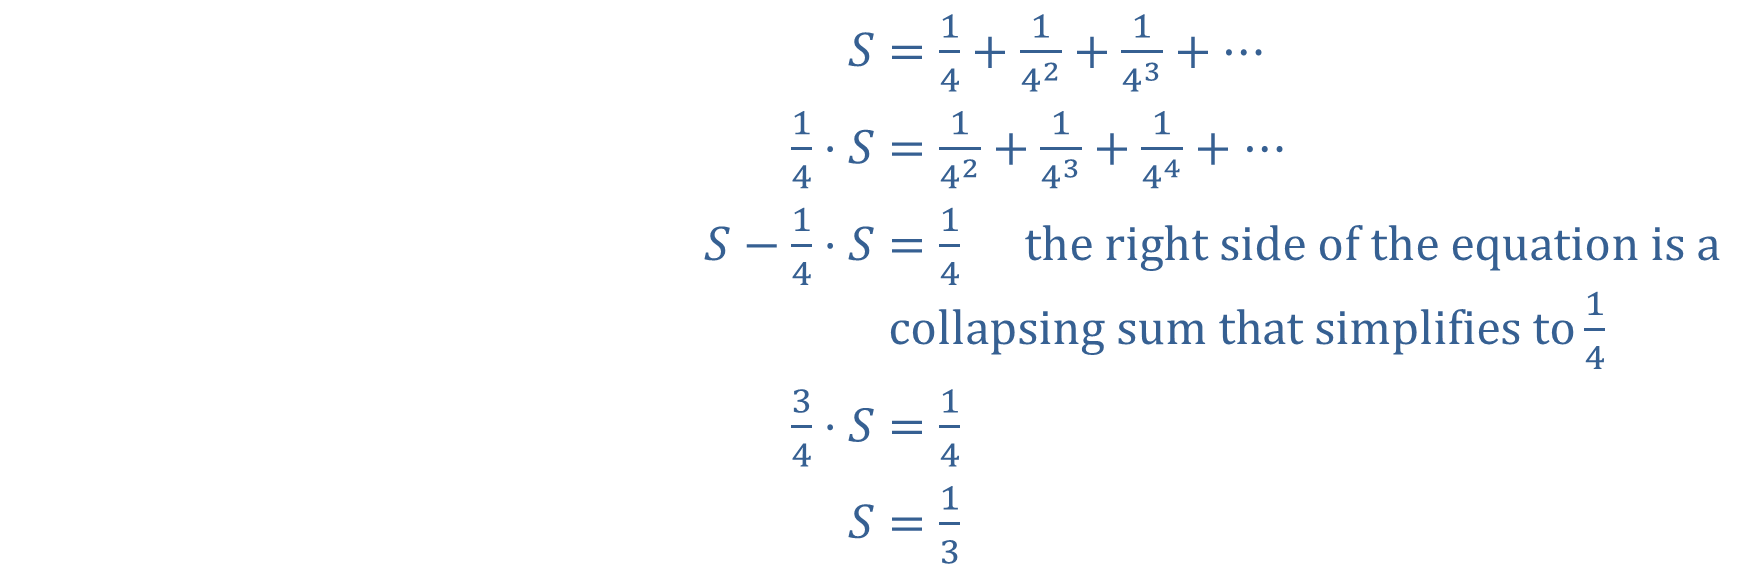 S = 1/4 + 1/4² + 1/4³ + ⋯
1/4 · S = 1/4² + 1/4³ + 1/4⁴ + ⋯
S − 1/4 · S = 1/4 the right side of the equation is a
collapsing sum that simplifies to 1/4
3/4 · S = 1/4
S = 1/3